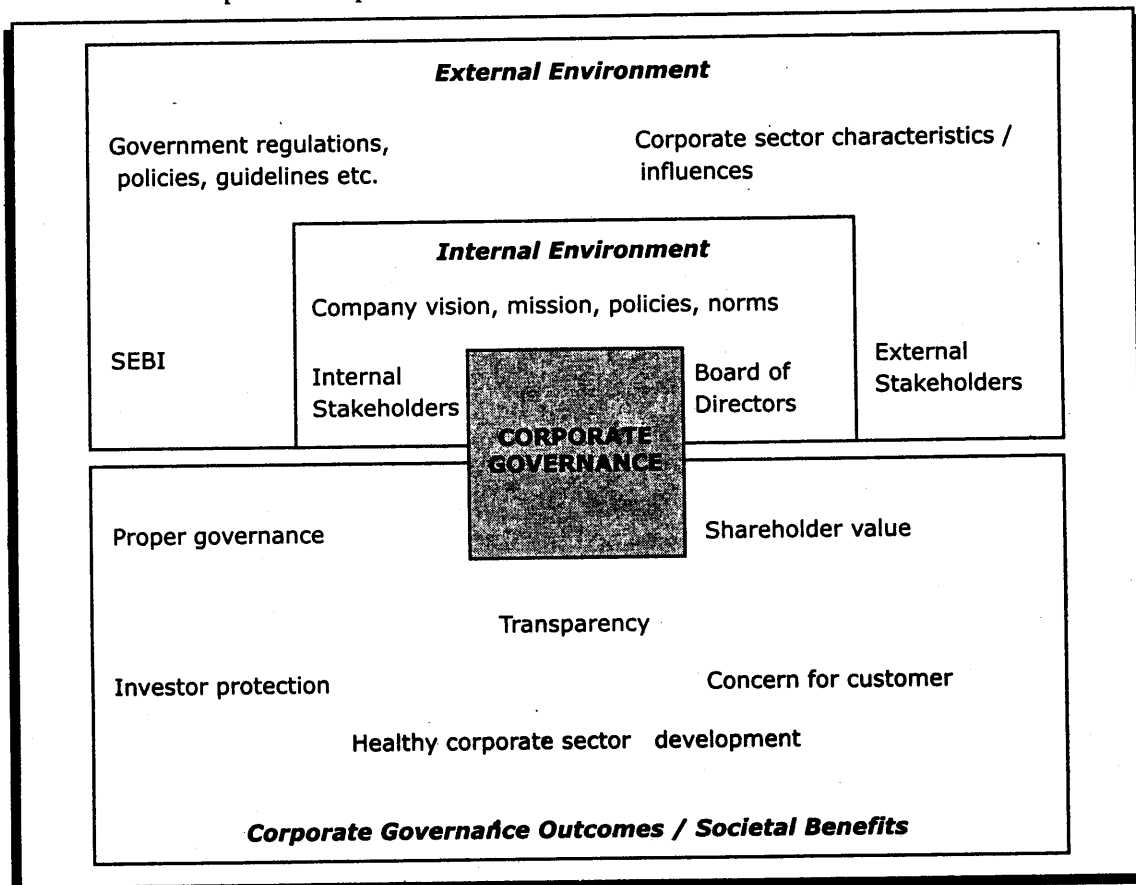 External Environment
Government regulations,
policies, guidelines etc.
Corporate sector characteristics /
influences
Internal Environment
Company vision, mission, policies, norms
SEBI
Internal
Stakeholders
Board of
Directors
External
Stakeholders
CORPORATE
GOVERNANCE
Proper governance
Shareholder value
Transparency
Investor protection
Concern for customer
Healthy corporate sector development
Corporate Governance Outcomes / Societal Benefits